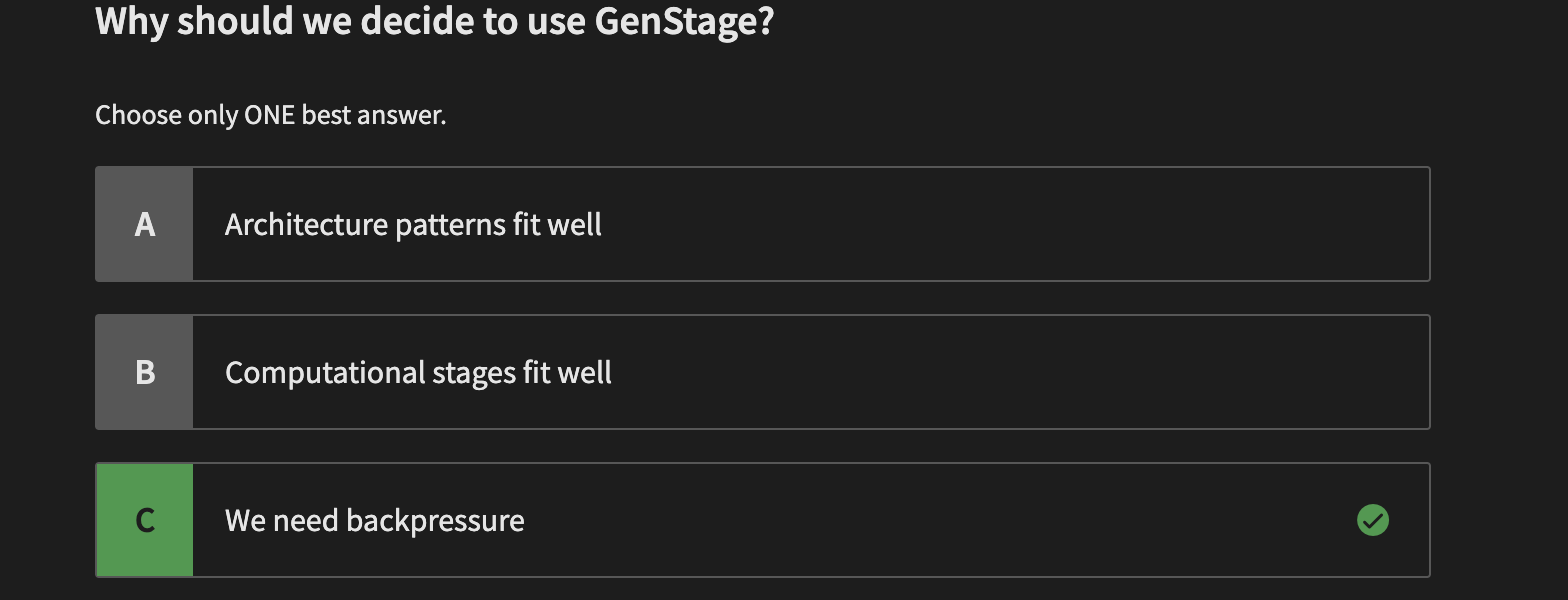 Why should we decide to use GenStage?
Choose only ONE best answer.
A Architecture patterns fit well
B Computational stages fit well
C We need backpressure